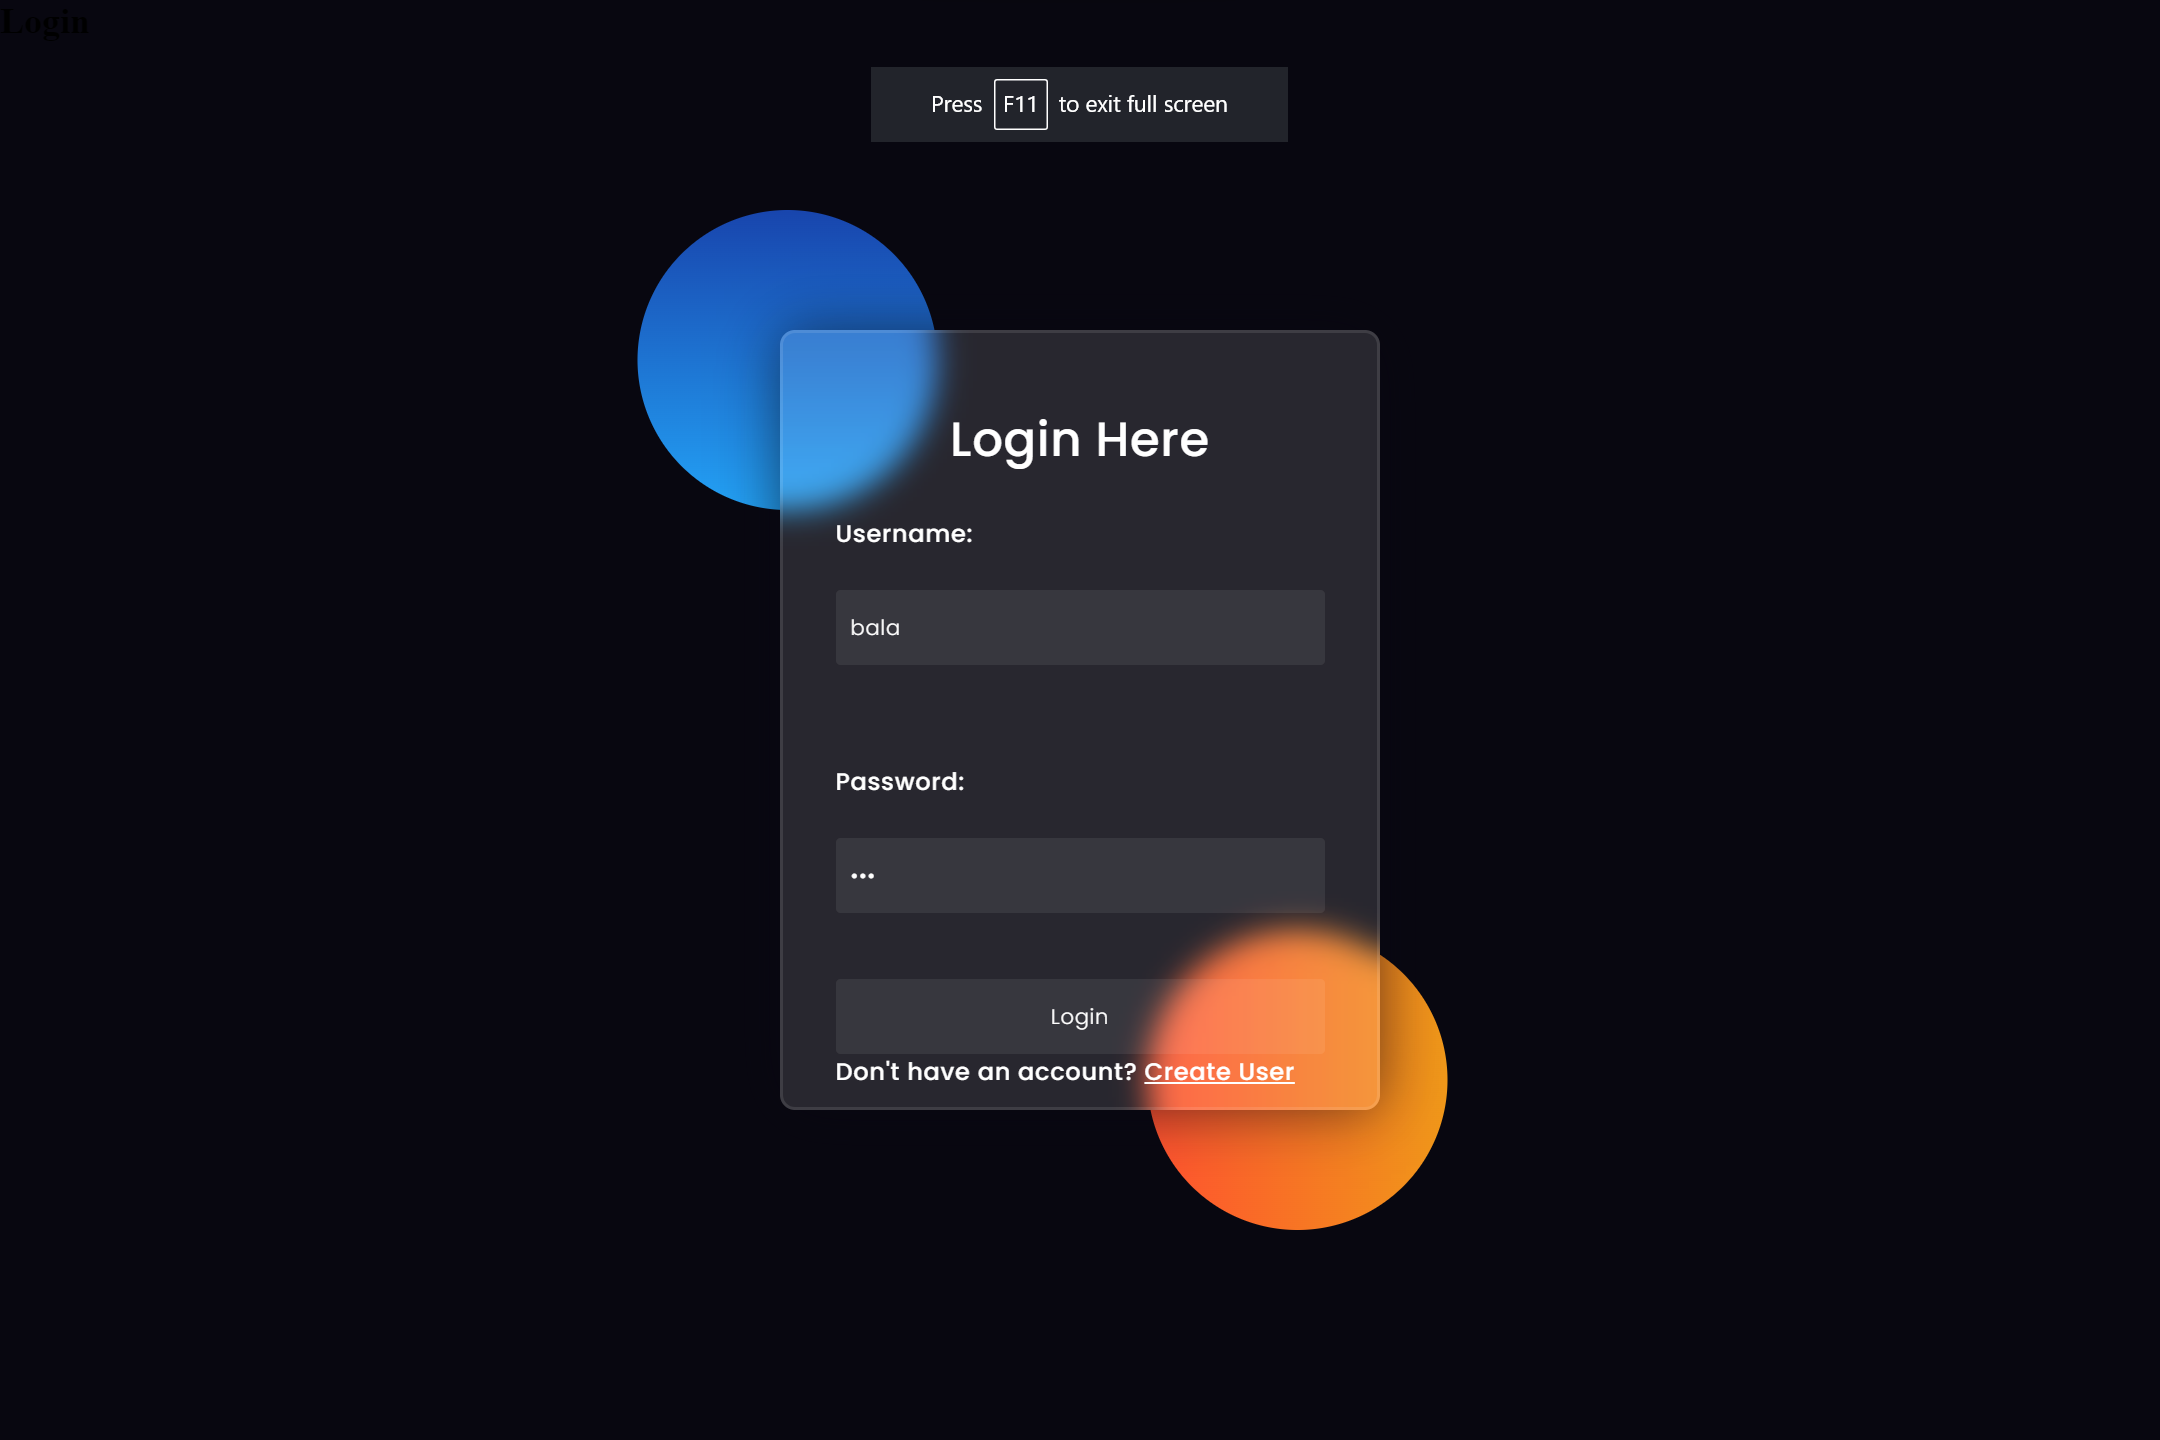 Login
Press F11 to exit full screen
Login Here
Username:
bala
Password:
•••
Login
Don't have an account? Create User